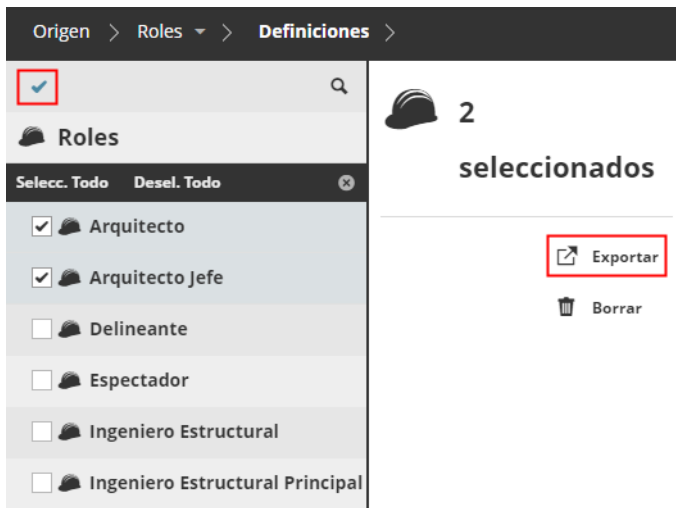 Origen > Roles > Definiciones >
Roles
Selecc. Todo Desel. Todo
Arquitecto
Arquitecto Jefe
Delineante
Espectador
Ingeniero Estructural
Ingeniero Estructural Principal
2
seleccionados
Exportar
Borrar